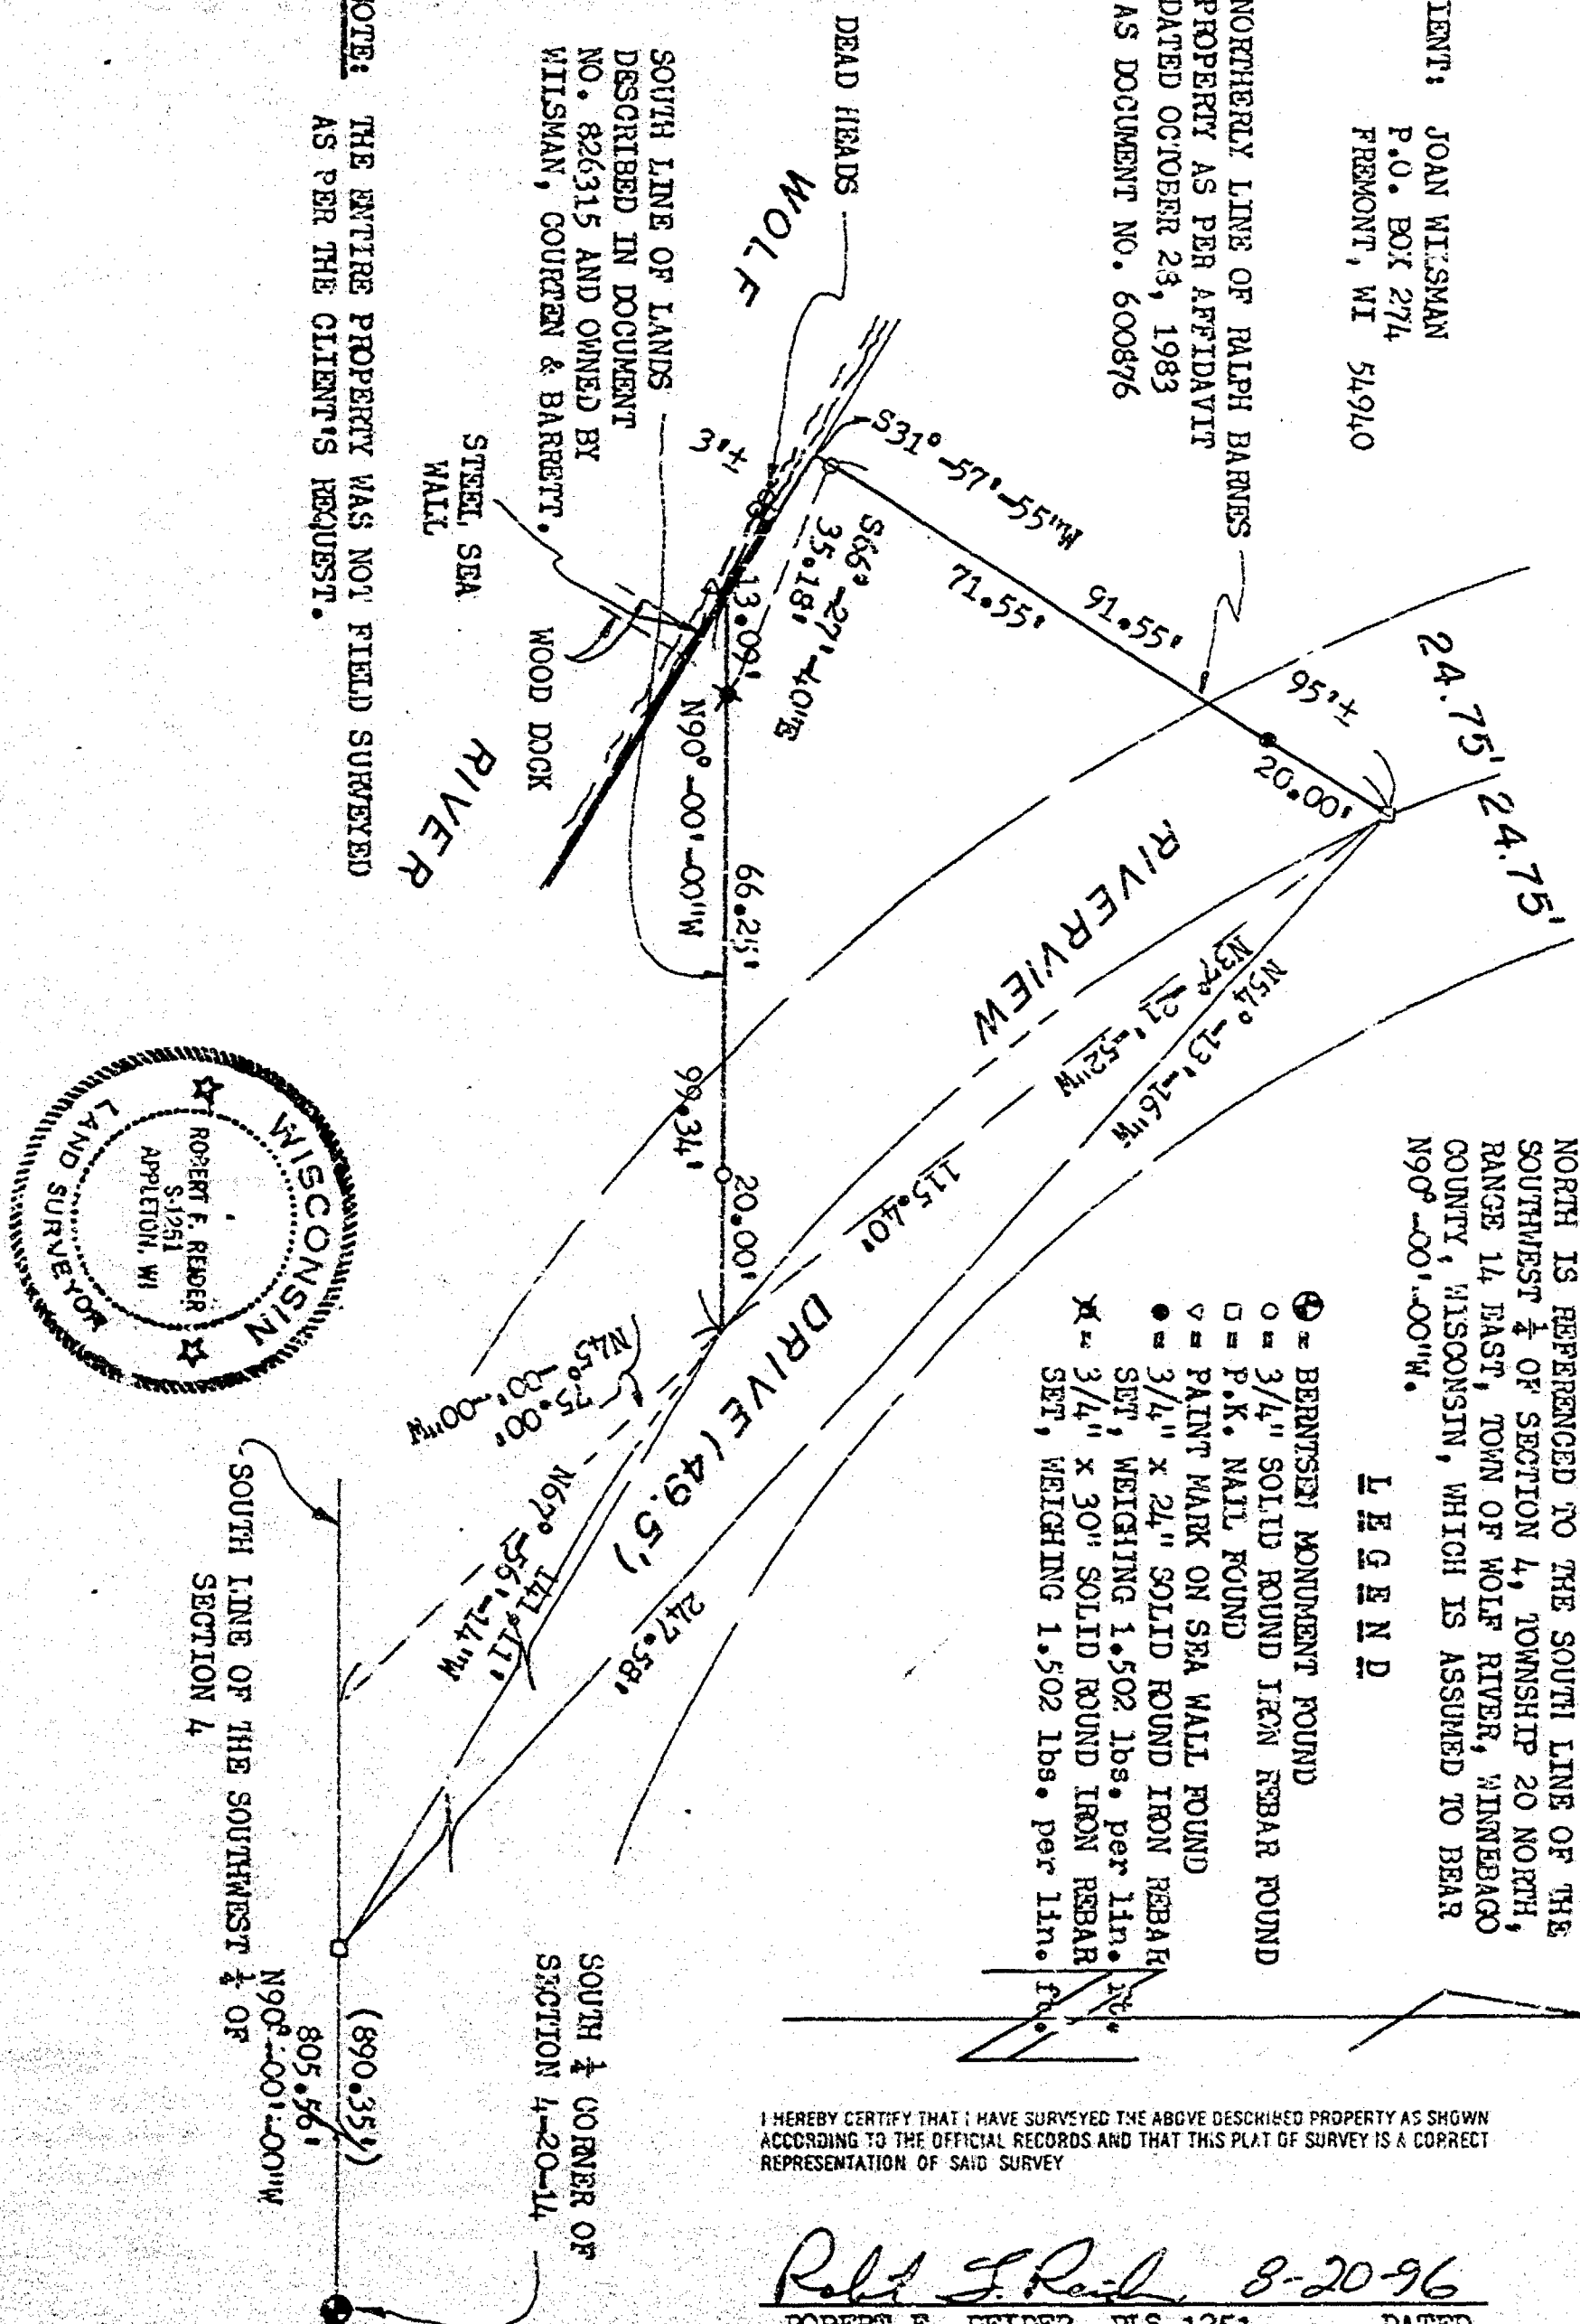 IENT: JOAN WILSMAN
P.O. BOX 274
FREMONT, WI 54940
NORTHERLY LINE OF RALPH BARNES
PROPERTY AS PER AFFIDAVIT
DATED OCTOBER 28, 1983
AS DOCUMENT NO. 600876
DEAD HEADS
SOUTH LINE OF LANDS
DESCRIBED IN DOCUMENT
NO. 826315 AND OWNED BY
WILSMAN, COURTEN & BARRETT.
OTE: THE ENTIRE PROPERTY WAS NOT FIELD SURVEYED
AS PER THE CLIENT'S REQUEST.
WOLF
RIVER
STEEL SEA
WALL
WOOD DOCK
3'±
S31°-57'-55"W
71.55'
91.55'
95'±
20.00'
24.75'
24.75'
S66°-27'-40"E
35.18'
13.09'
N90°-00'-00"W
66.25'
99.34'
20.00'
RIVERVIEW
DRIVE (49.5')
N37°-21'-52"W
115.40'
N54°-13'-16"W
247.58'
N45°-00'-00"W
75.00'
N67°-56'-14"W
141.11'
NORTH IS REFERENCED TO THE SOUTH LINE OF THE
SOUTHWEST ¼ OF SECTION 4, TOWNSHIP 20 NORTH,
RANGE 14 EAST, TOWN OF WOLF RIVER, WINNEBAGO
COUNTY, WISCONSIN, WHICH IS ASSUMED TO BEAR
N90°-00'-00"W.
LEGEND
= BERNTSEN MONUMENT FOUND
= 3/4" SOLID ROUND IRON REBAR FOUND
= P.K. NAIL FOUND
= PAINT MARK ON SEA WALL FOUND
= 3/4" x 24" SOLID ROUND IRON REBAR
SET, WEIGHING 1.502 lbs. per lin. ft.
= 3/4" x 30" SOLID ROUND IRON REBAR
SET, WEIGHING 1.502 lbs. per lin. ft.
SOUTH LINE OF THE SOUTHWEST ¼ OF
SECTION 4
SOUTH ¼ CORNER OF
SECTION 4-20-14
(890.35')
805.56'
N90°-00'-00"W
WISCONSIN
ROBERT F. REIDER
S-1251
APPLETON, WI
LAND SURVEYOR
I HEREBY CERTIFY THAT I HAVE SURVEYED THE ABOVE DESCRIBED PROPERTY AS SHOWN
ACCORDING TO THE OFFICIAL RECORDS AND THAT THIS PLAT OF SURVEY IS A CORRECT
REPRESENTATION OF SAID SURVEY
Robert F. Reider 8-20-96
ROBERT F. REIDER RLS-1251 DATED